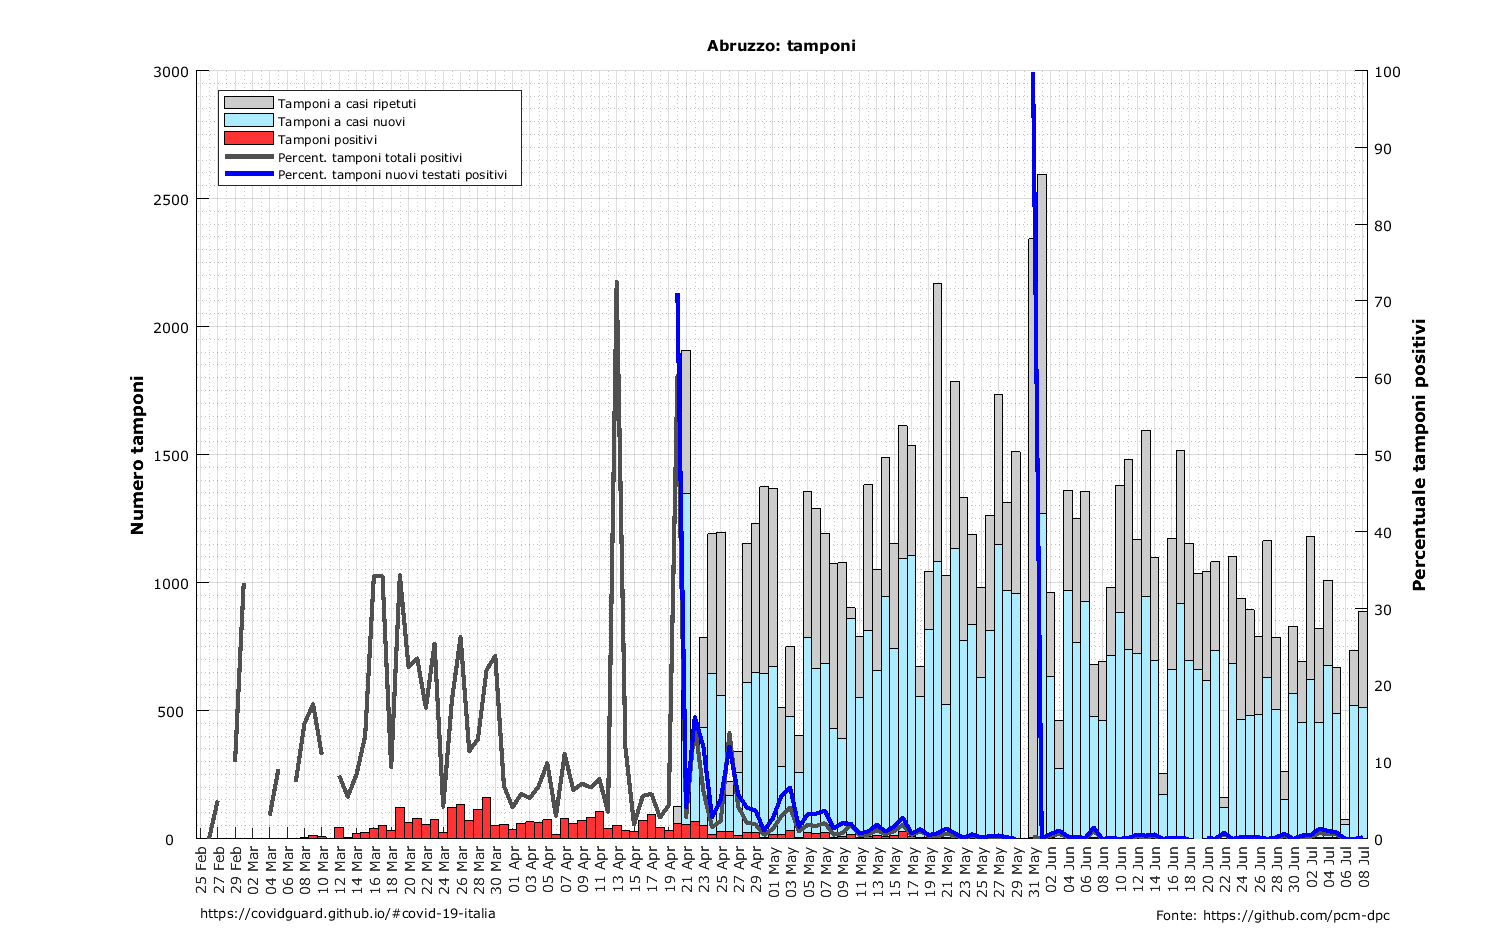 Abruzzo: tamponi
3000
2500
2000
1500
1000
500
0
100
90
80
70
60
50
40
30
20
10
0
Numero tamponi
Percentuale tamponi positivi
Tamponi a casi ripetuti
Tamponi a casi nuovi
Tamponi positivi
Percent. tamponi totali positivi
Percent. tamponi nuovi testati positivi
25 Feb
27 Feb
29 Feb
02 Mar
04 Mar
06 Mar
08 Mar
10 Mar
12 Mar
14 Mar
16 Mar
18 Mar
20 Mar
22 Mar
24 Mar
26 Mar
28 Mar
30 Mar
01 Apr
03 Apr
05 Apr
07 Apr
09 Apr
11 Apr
13 Apr
15 Apr
17 Apr
19 Apr
21 Apr
23 Apr
25 Apr
27 Apr
29 Apr
01 May
03 May
05 May
07 May
09 May
11 May
13 May
15 May
17 May
19 May
21 May
23 May
25 May
27 May
29 May
31 May
02 Jun
04 Jun
06 Jun
08 Jun
10 Jun
12 Jun
14 Jun
16 Jun
18 Jun
20 Jun
22 Jun
24 Jun
26 Jun
28 Jun
30 Jun
02 Jul
04 Jul
06 Jul
08 Jul
https://covidguard.github.io/#covid-19-italia
Fonte: https://github.com/pcm-dpc